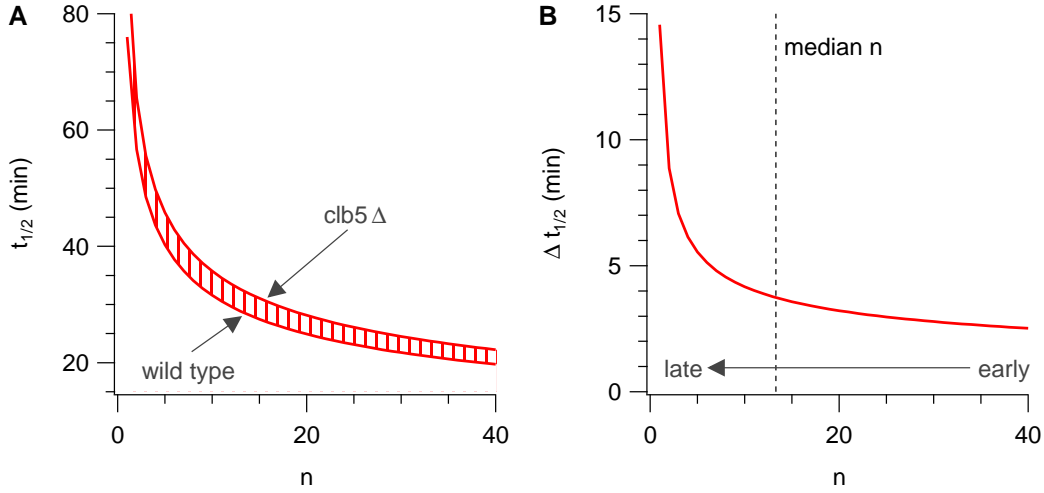 A
80
60
40
20
t1/2 (min)
clb5 Δ
wild type
0
20
40
n
B
15
10
5
0
Δ t1/2 (min)
median n
late
early
0
20
40
n